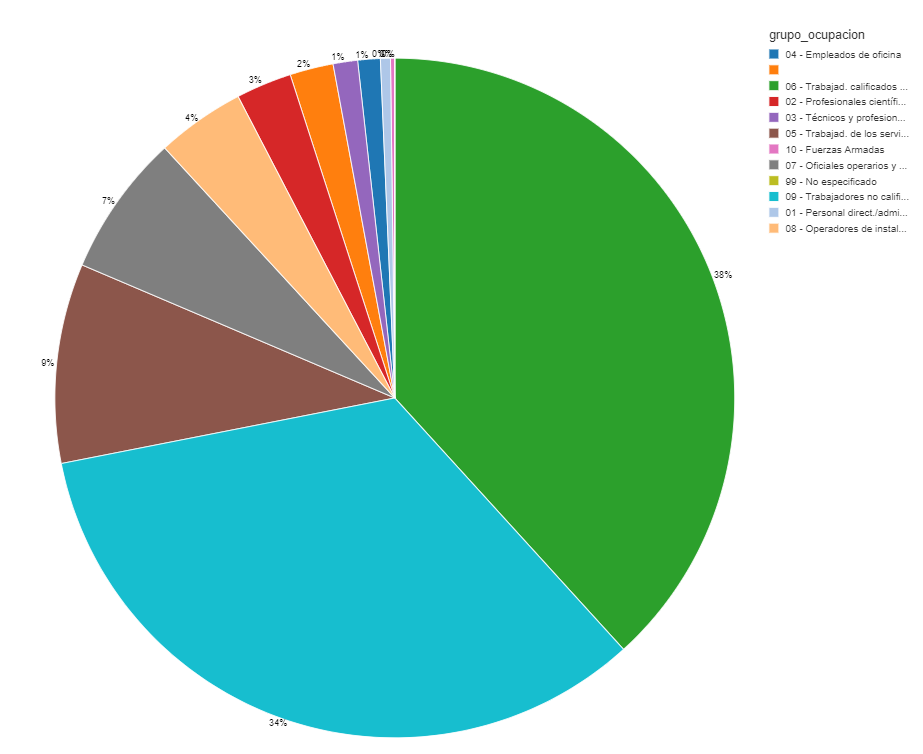 grupo_ocupacion
04 - Empleados de oficina
06 - Trabajad. calificados ...
02 - Profesionales científi...
03 - Técnicos y profesion...
05 - Trabajad. de los servi...
10 - Fuerzas Armadas
07 - Oficiales operarios y ...
99 - No especificado
09 - Trabajadores no califi...
01 - Personal direct./admi...
08 - Operadores de instal...
38%
34%
9%
7%
4%
3%
2%
1%
1%